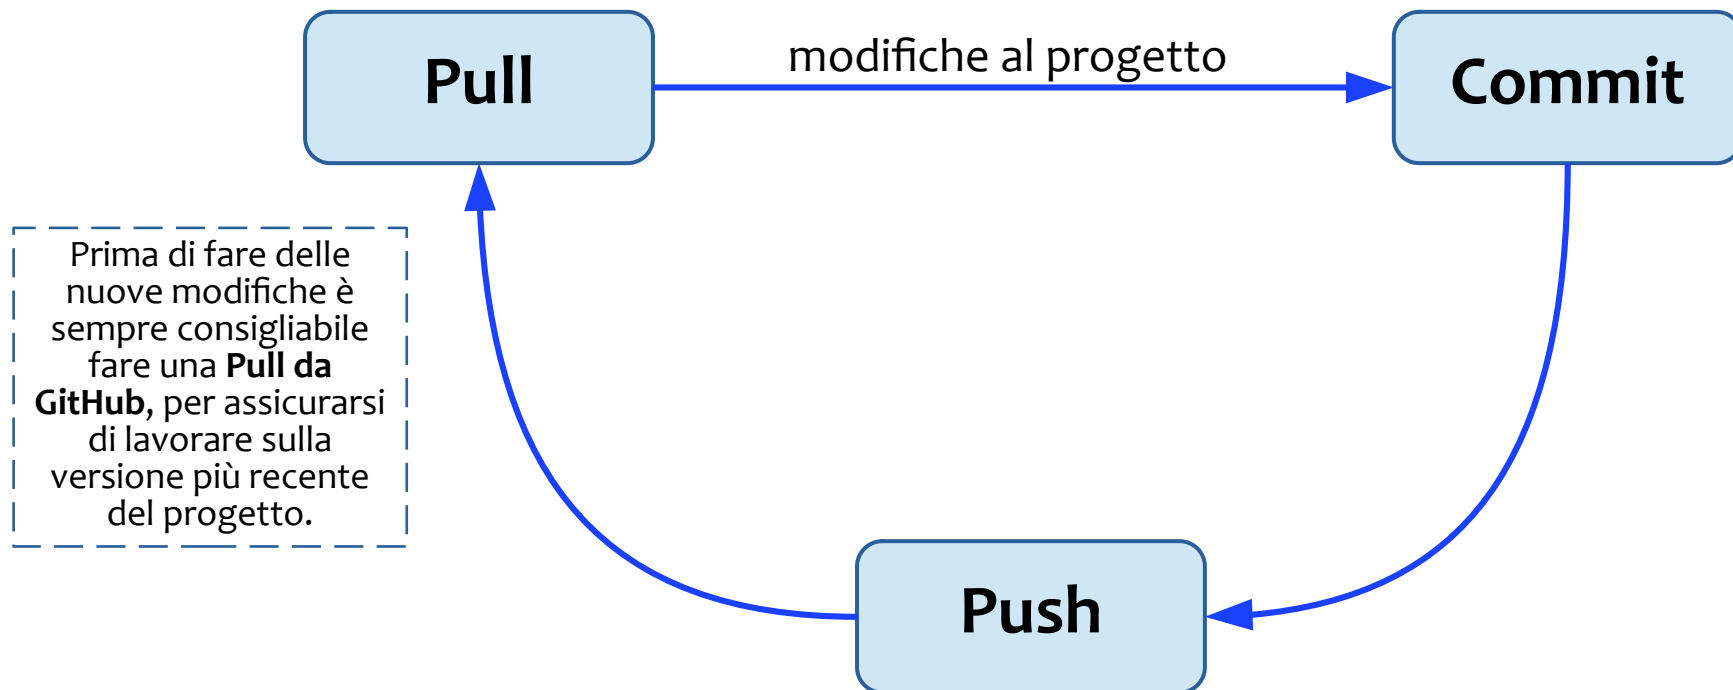 Pull
modifiche al progetto
Commit
Prima di fare delle
nuove modifiche è
sempre consigliabile
fare una Pull da
GitHub, per assicurarsi
di lavorare sulla
versione più recente
del progetto.
Push